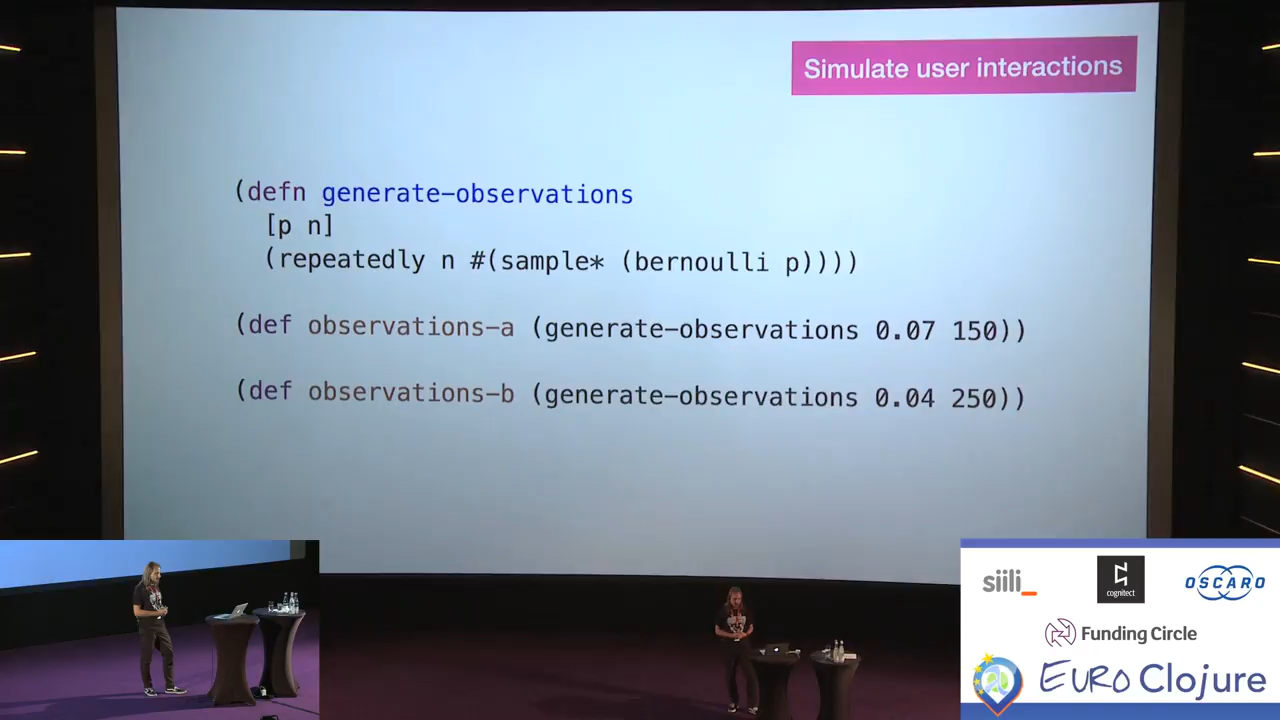 Simulate user interactions
(defn generate-observations
[p n]
(repeatedly n #(sample* (bernoulli p))))
(def observations-a (generate-observations 0.07 150))
(def observations-b (generate-observations 0.04 250))
siili_
cognitect
OSCARO
Funding Circle
EURO Clojure